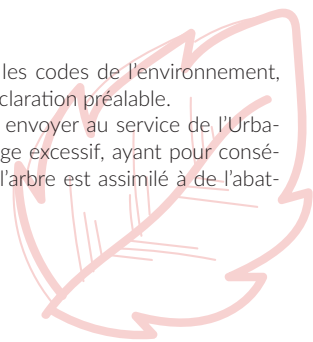 les codes de l’environnement,
claration préalable.
envoyer au service de l’Urba-
ge excessif, ayant pour consé-
l’arbre est assimilé à de l’abat-